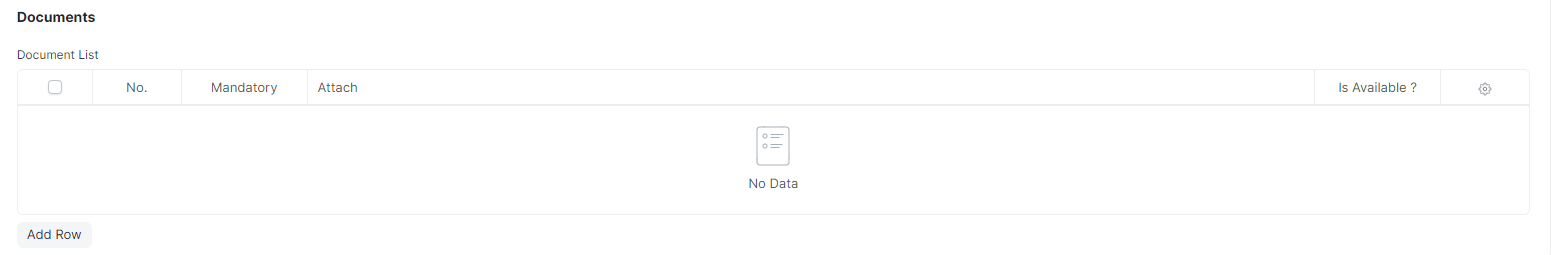 Documents
Document List
No. Mandatory Attach Is Available ?
No Data
Add Row